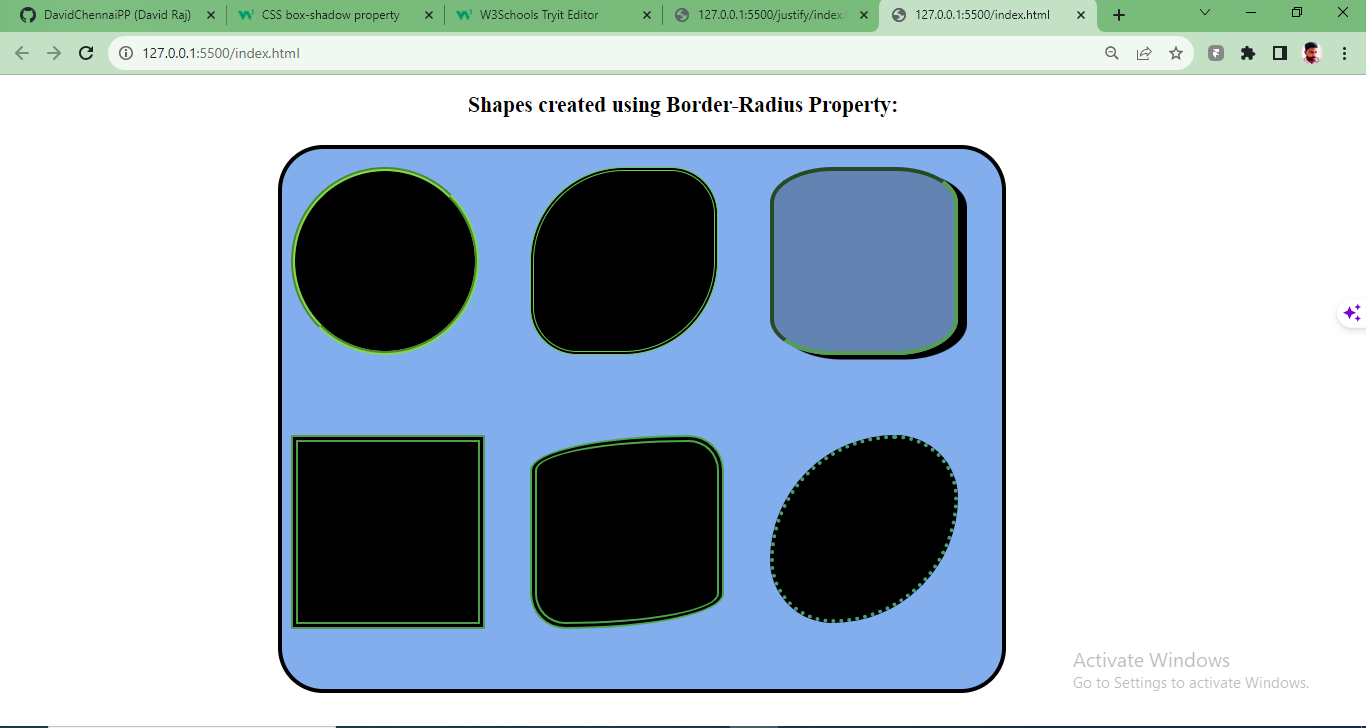 DavidChennaiPP (David Raj)
CSS box-shadow property
W3Schools Tryit Editor
127.0.0.1:5500/justify/index.
127.0.0.1:5500/index.html
127.0.0.1:5500/index.html
Shapes created using Border-Radius Property:
Activate Windows
Go to Settings to activate Windows.